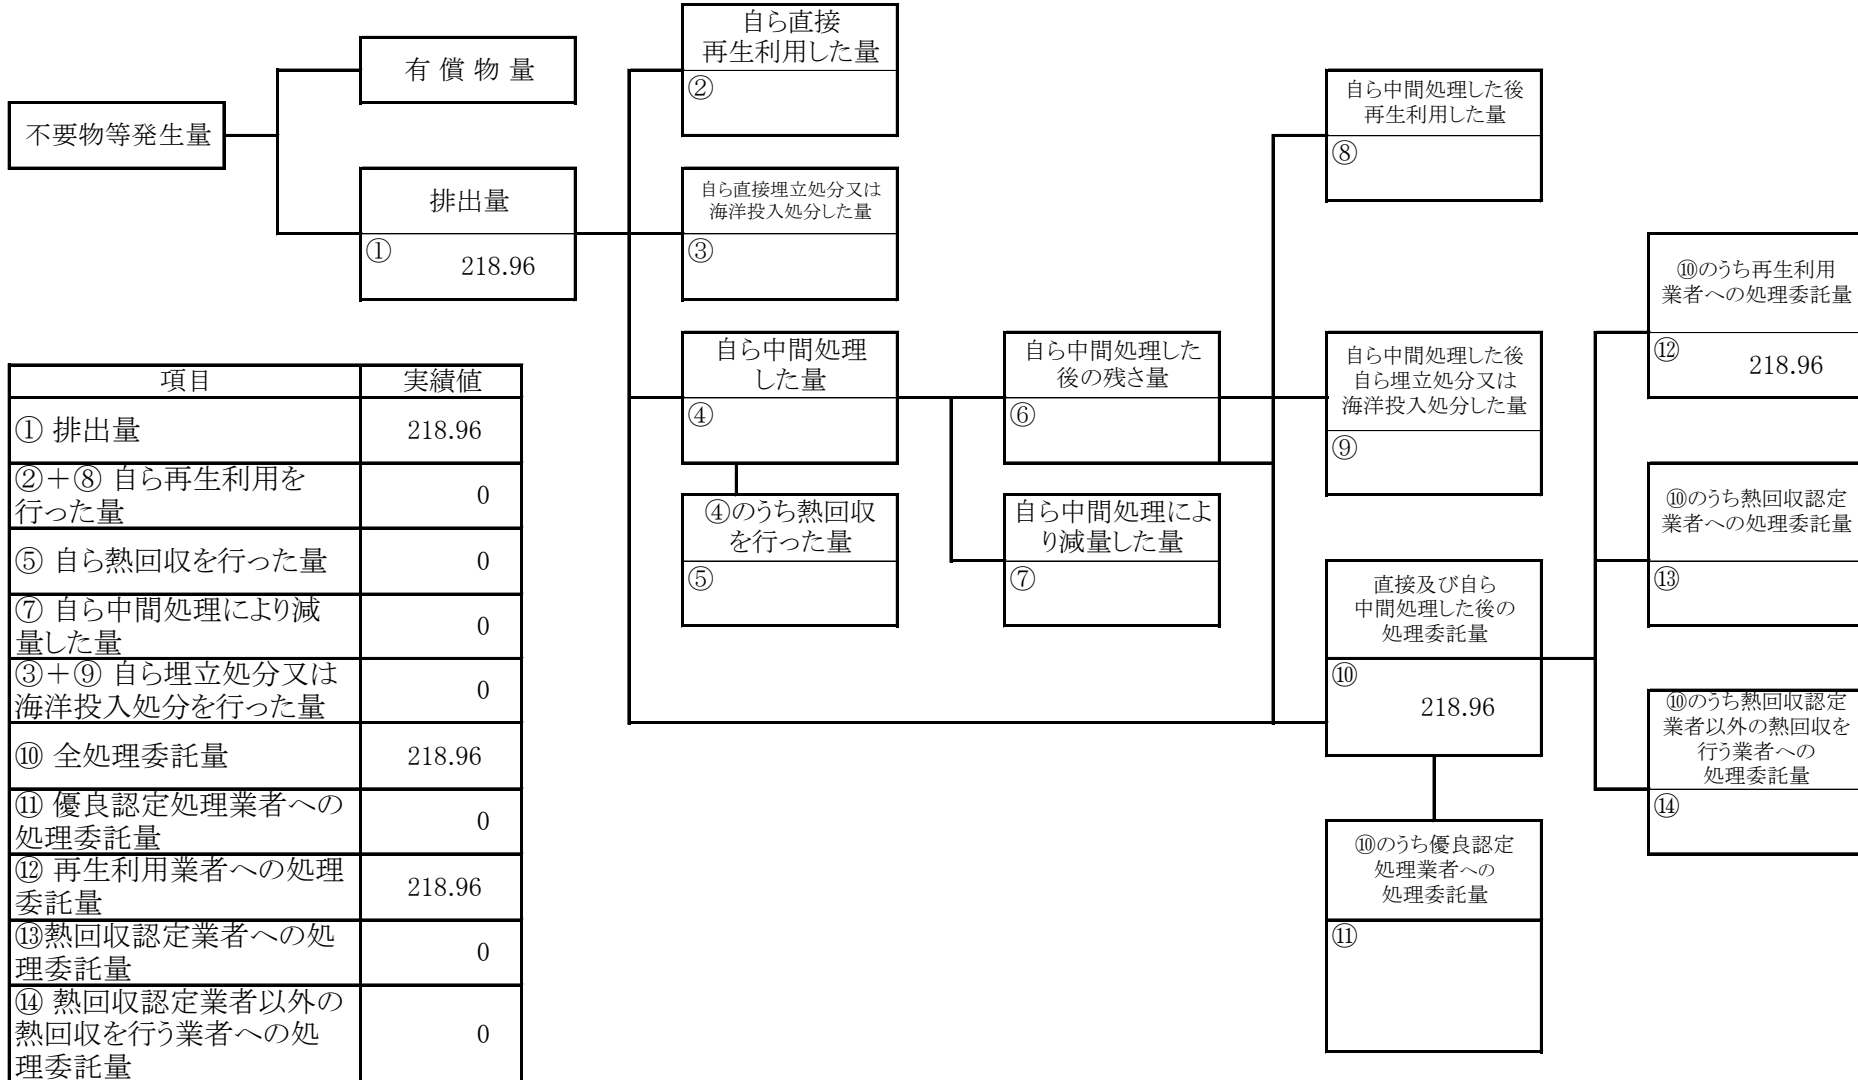 自ら直接
再生利用した量
②
有 償 物 量
不要物等発生量
排出量
①
218.96
自ら直接埋立処分又は
海洋投入処分した量
③
自ら中間処理した後
再生利用した量
⑧
自ら中間処理
した量
④
④のうち熱回収
を行った量
⑤
自ら中間処理した
後の残さ量
⑥
自ら中間処理によ
り減量した量
⑦
自ら中間処理した後
自ら埋立処分又は
海洋投入処分した量
⑨
直接及び自ら
中間処理した後の
処理委託量
⑩
218.96
⑩のうち優良認定
処理業者への
処理委託量
⑪
⑩のうち再生利用
業者への処理委託量
⑫
218.96
⑩のうち熱回収認定
業者への処理委託量
⑬
⑩のうち熱回収認定
業者以外の熱回収を
行う業者への
処理委託量
⑭
項目 実績値
① 排出量 218.96
②＋⑧ 自ら再生利用を
行った量 0
⑤ 自ら熱回収を行った量 0
⑦ 自ら中間処理により減
量した量 0
③＋⑨ 自ら埋立処分又は
海洋投入処分を行った量 0
⑩ 全処理委託量 218.96
⑪ 優良認定処理業者への
処理委託量 0
⑫ 再生利用業者への処理
委託量 218.96
⑬熱回収認定業者への処
理委託量 0
⑭ 熱回収認定業者以外の
熱回収を行う業者への処
理委託量 0